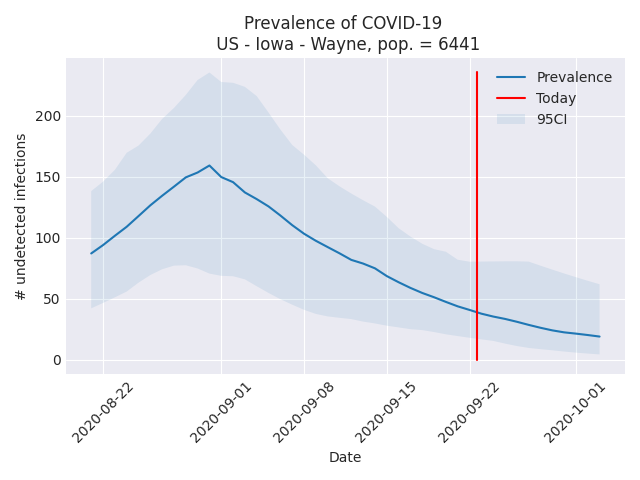 Prevalence of COVID-19
US - Iowa - Wayne, pop. = 6441
Prevalence
Today
95CI
# undetected infections
200
150
100
50
0
2020-08-22
2020-09-01
2020-09-08
2020-09-15
2020-09-22
2020-10-01
Date